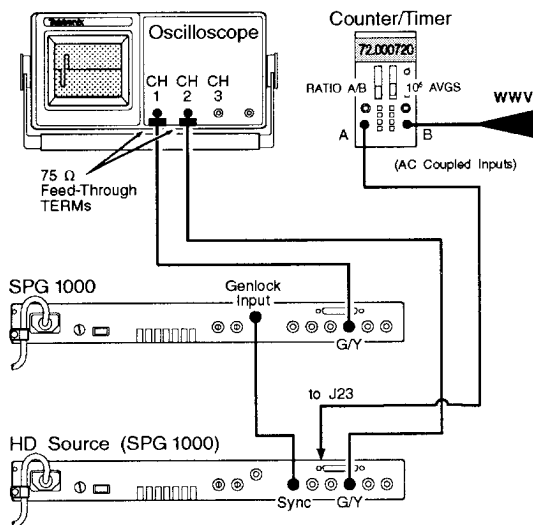 Counter/Timer
Tektronix
Oscilloscope
72.000720
CH 1
CH 2
CH 3
RATIO A/B
10⁶ AVGS
WWV
A
B
(AC Coupled Inputs)
75 Ω
Feed-Through
TERMs
SPG 1000
Genlock
Input
G/Y
to J23
HD Source (SPG 1000)
Sync
G/Y